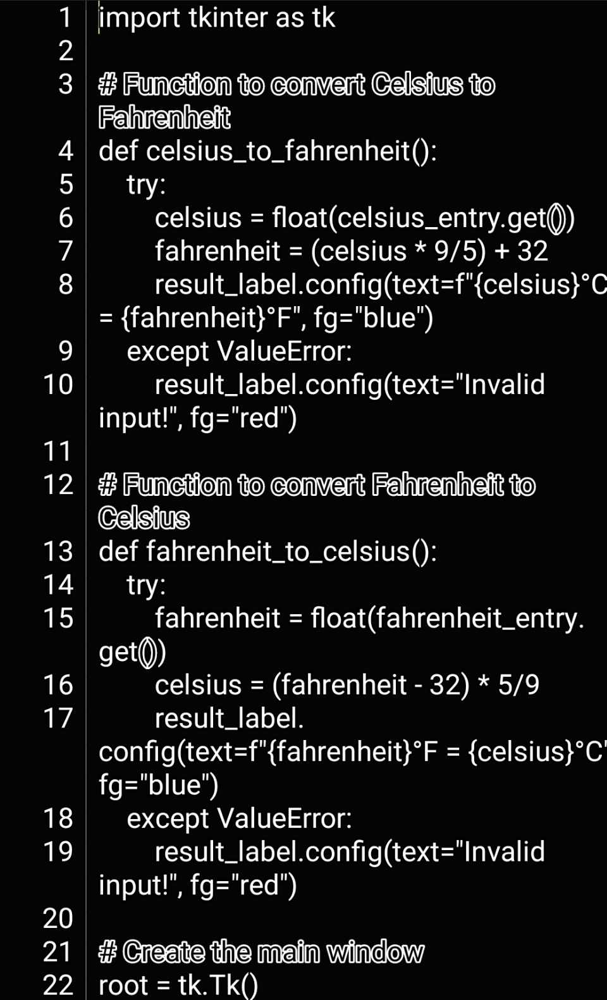 1 import tkinter as tk
2
3 # Function to convert Celsius to
Fahrenheit
4 def celsius_to_fahrenheit():
5     try:
6         celsius = float(celsius_entry.get())
7         fahrenheit = (celsius * 9/5) + 32
8         result_label.config(text=f"{celsius}°C
= {fahrenheit}°F", fg="blue")
9     except ValueError:
10         result_label.config(text="Invalid
input!", fg="red")
11
12 # Function to convert Fahrenheit to
Celsius
13 def fahrenheit_to_celsius():
14     try:
15         fahrenheit = float(fahrenheit_entry.
get())
16         celsius = (fahrenheit - 32) * 5/9
17         result_label.
config(text=f"{fahrenheit}°F = {celsius}°C"
fg="blue")
18     except ValueError:
19         result_label.config(text="Invalid
input!", fg="red")
20
21 # Create the main window
22 root = tk.Tk()